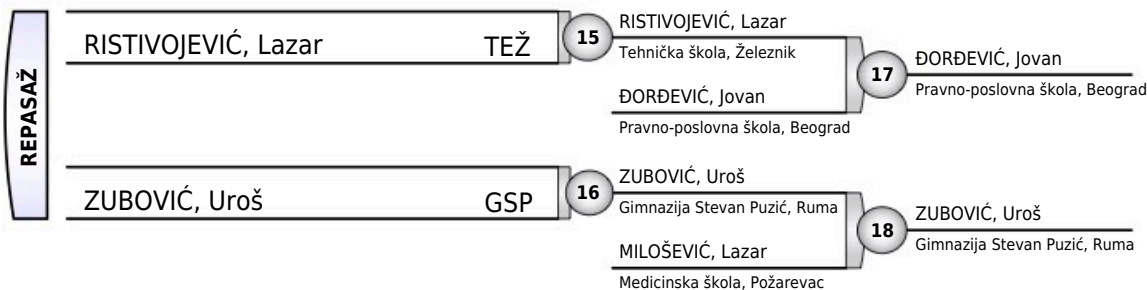 REPASAŽ
RISTIVOJEVIĆ, Lazar TEŽ
15
RISTIVOJEVIĆ, Lazar
Tehnička škola, Železnik
ĐORĐEVIĆ, Jovan
Pravno-poslovna škola, Beograd
17
ĐORĐEVIĆ, Jovan
Pravno-poslovna škola, Beograd
ZUBOVIĆ, Uroš GSP
16
ZUBOVIĆ, Uroš
Gimnazija Stevan Puzić, Ruma
MILOŠEVIĆ, Lazar
Medicinska škola, Požarevac
18
ZUBOVIĆ, Uroš
Gimnazija Stevan Puzić, Ruma